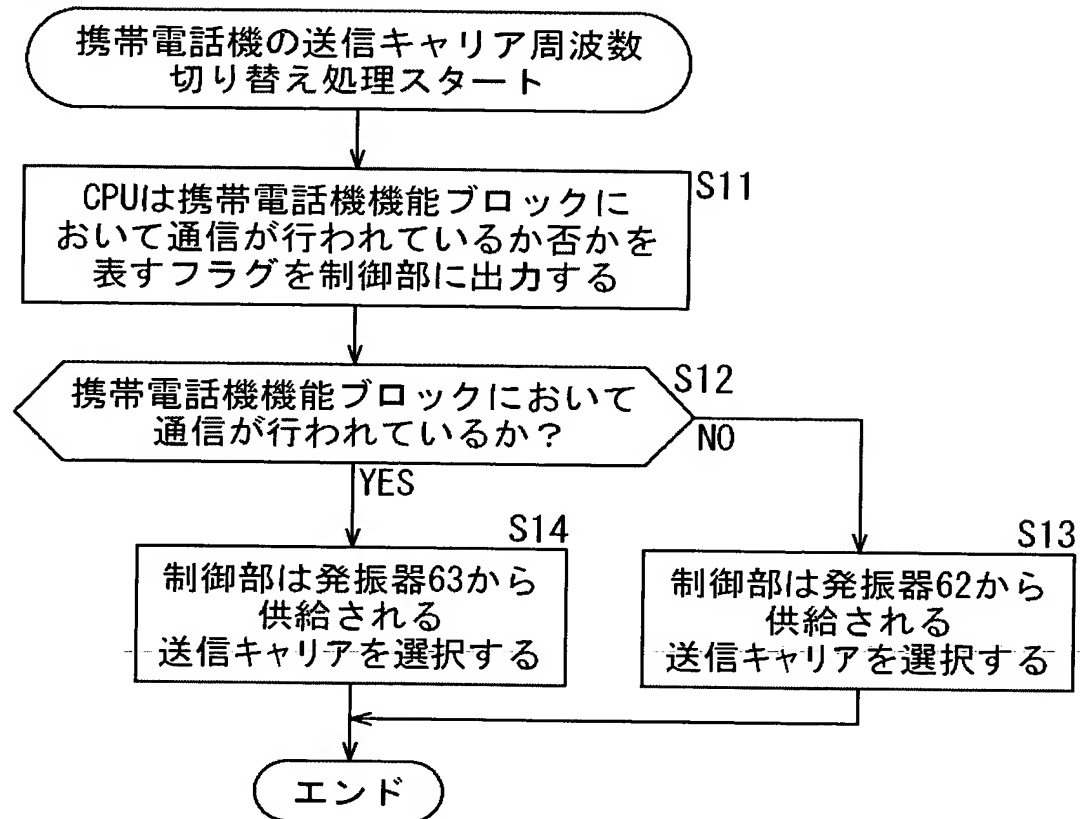 携帯電話機の送信キャリア周波数
切り替え処理スタート
S11
CPUは携帯電話機機能ブロックに
おいて通信が行われているか否かを
表すフラグを制御部に出力する
S12
携帯電話機機能ブロックにおいて
通信が行われているか？
NO
YES
S14
制御部は発振器63から
供給される
送信キャリアを選択する
S13
制御部は発振器62から
供給される
送信キャリアを選択する
エンド